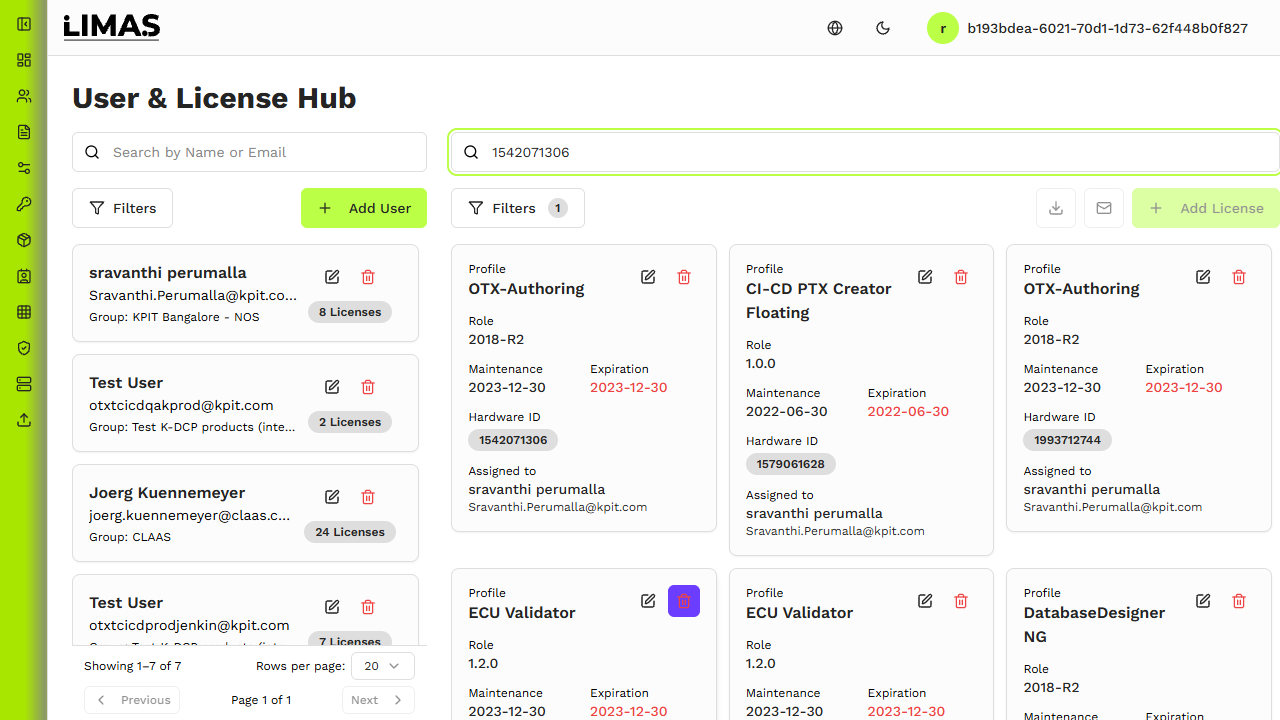 LIMAS
r
b193bdea-6021-70d1-1d73-62f448b0f827
User & License Hub
Search by Name or Email
1542071306
Filters
Add User
Filters
1
Add License
sravanthi perumalla
Sravanthi.Perumalla@kpit.co...
Group: KPIT Bangalore - NOS
8 Licenses
Test User
otxtcicdqakprod@kpit.com
Group: Test K-DCP products (inte...
2 Licenses
Joerg Kuennemeyer
joerg.kuennemeyer@claas.c...
Group: CLAAS
24 Licenses
Test User
otxtcicdprodjenkin@kpit.com
Group: Test K-DCP products (inte...
7 Licenses
Showing 1–7 of 7
Rows per page:
20
Previous
Page 1 of 1
Next
Profile
OTX-Authoring
Role
2018-R2
Maintenance
2023-12-30
Expiration
2023-12-30
Hardware ID
1542071306
Assigned to
sravanthi perumalla
Sravanthi.Perumalla@kpit.com
Profile
CI-CD PTX Creator
Floating
Role
1.0.0
Maintenance
2022-06-30
Expiration
2022-06-30
Hardware ID
1579061628
Assigned to
sravanthi perumalla
Sravanthi.Perumalla@kpit.com
Profile
OTX-Authoring
Role
2018-R2
Maintenance
2023-12-30
Expiration
2023-12-30
Hardware ID
1993712744
Assigned to
sravanthi perumalla
Sravanthi.Perumalla@kpit.com
Profile
ECU Validator
Role
1.2.0
Maintenance
2023-12-30
Expiration
2023-12-30
Profile
ECU Validator
Role
1.2.0
Maintenance
2023-12-30
Expiration
2023-12-30
Profile
DatabaseDesigner
NG
Role
2018-R2
Maintenance
Expiration